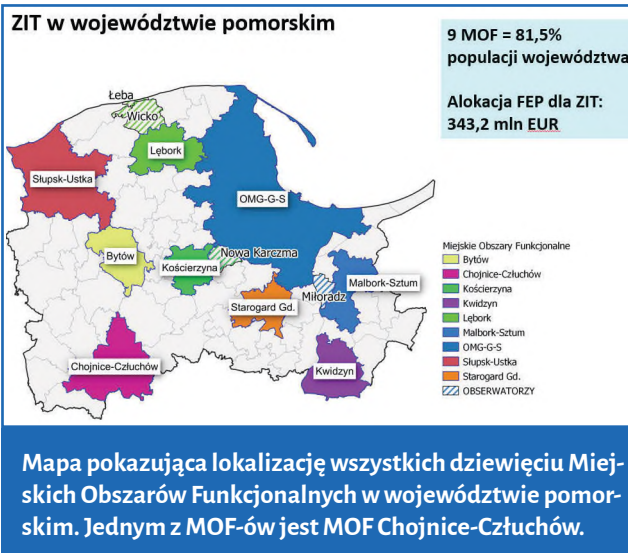 ZIT w województwie pomorskim
9 MOF = 81,5%
populacji województwa
Alokacja FEP dla ZIT:
343,2 mln EUR
Łeba
Wicko
Lębork
Słupsk-Ustka
OMG-G-S
Bytów
Nowa Karczma
Kościerzyna
Miłoradz
Malbork-Sztum
Starogard Gd.
Chojnice-Człuchów
Kwidzyn
Miejskie Obszary Funkcjonalne
Bytów
Chojnice-Człuchów
Kościerzyna
Kwidzyn
Lębork
Malbork-Sztum
OMG-G-S
Słupsk-Ustka
Starogard Gd.
OBSERWATORZY
Mapa pokazująca lokalizację wszystkich dziewięciu Miej-
skich Obszarów Funkcjonalnych w województwie pomor-
skim. Jednym z MOF-ów jest MOF Chojnice-Człuchów.